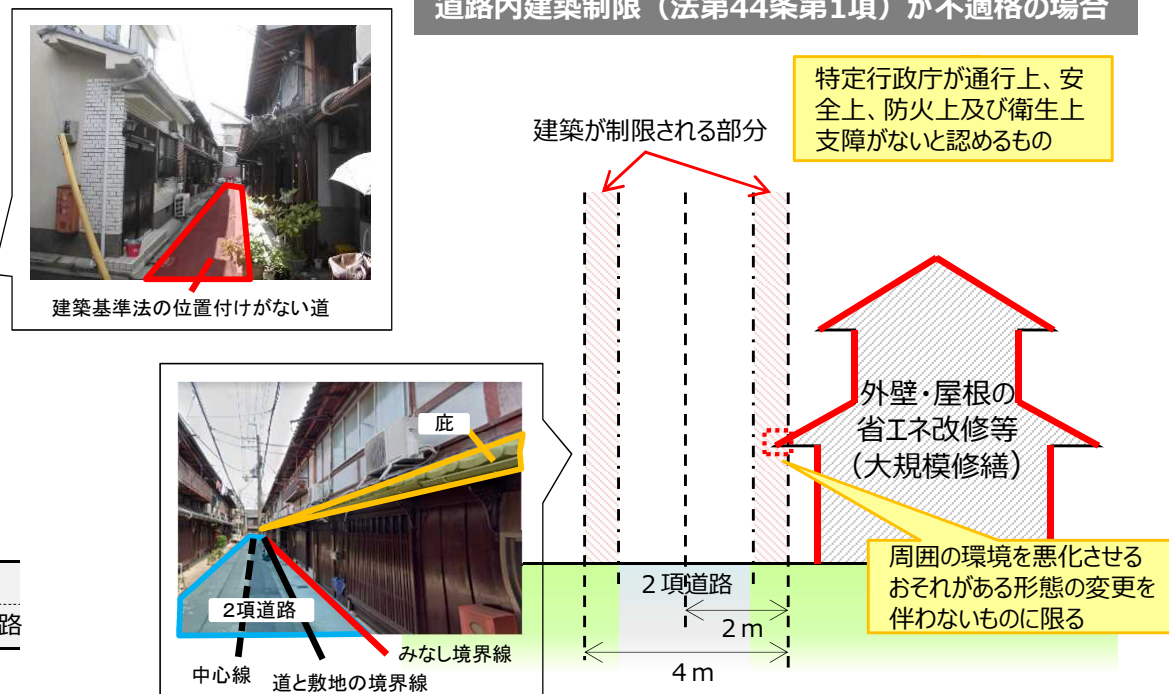 道路内建築制限（法第44条第1項）が不適格の場合
特定行政庁が通行上、安
全上、防火上及び衛生上
支障がないと認めるもの
建築が制限される部分
建築基準法の位置付けがない道
庇
外壁・屋根の
省エネ改修等
（大規模修繕）
周囲の環境を悪化させる
おそれがある形態の変更を
伴わないものに限る
２項道路
2項道路
2ｍ
4ｍ
みなし境界線
中心線
道と敷地の境界線
路